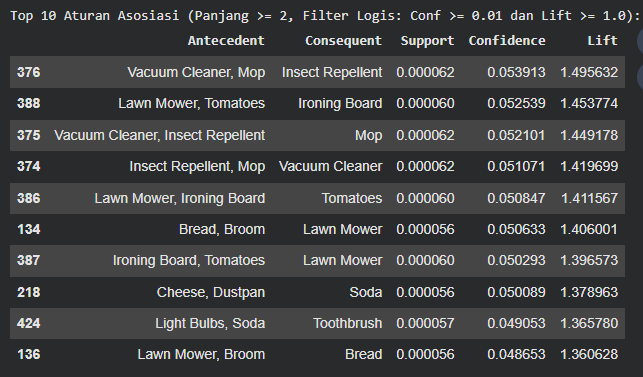 Top 10 Aturan Asosiasi (Panjang >= 2, Filter Logis: Conf >= 0.01 dan Lift >= 1.0):
Antecedent Consequent Support Confidence Lift
376 Vacuum Cleaner, Mop Insect Repellent 0.000062 0.053913 1.495632
388 Lawn Mower, Tomatoes Ironing Board 0.000060 0.052539 1.453774
375 Vacuum Cleaner, Insect Repellent Mop 0.000062 0.052101 1.449178
374 Insect Repellent, Mop Vacuum Cleaner 0.000062 0.051071 1.419699
386 Lawn Mower, Ironing Board Tomatoes 0.000060 0.050847 1.411567
134 Bread, Broom Lawn Mower 0.000056 0.050633 1.406001
387 Ironing Board, Tomatoes Lawn Mower 0.000060 0.050293 1.396573
218 Cheese, Dustpan Soda 0.000056 0.050089 1.378963
424 Light Bulbs, Soda Toothbrush 0.000057 0.049053 1.365780
136 Lawn Mower, Broom Bread 0.000056 0.048653 1.360628